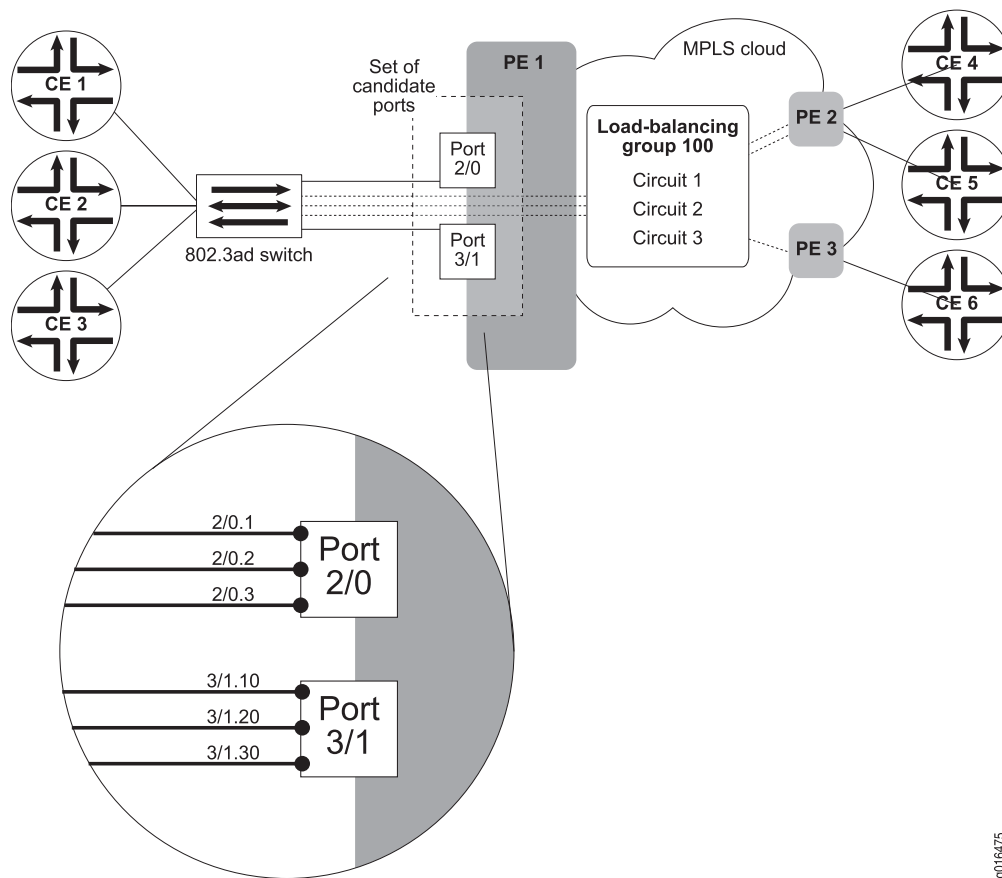 CE 1
CE 2
CE 3
802.3ad switch
Set of
candidate
ports
PE 1
Port
2/0
Port
3/1
MPLS cloud
Load-balancing
group 100
Circuit 1
Circuit 2
Circuit 3
PE 2
PE 3
CE 4
CE 5
CE 6
2/0.1
2/0.2
2/0.3
Port
2/0
3/1.10
3/1.20
3/1.30
Port
3/1
g016475